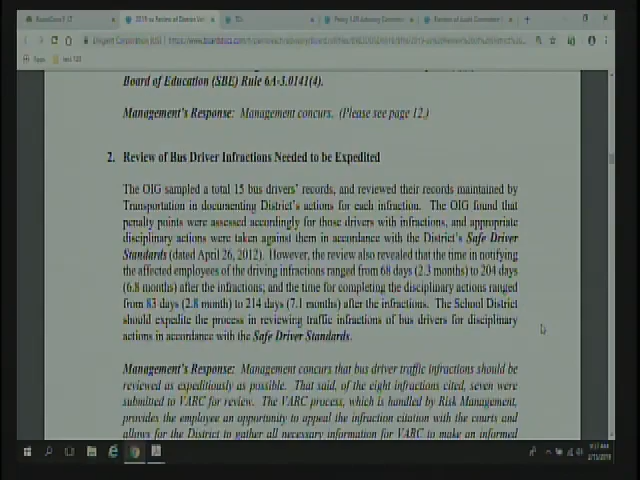 Board of Education (SBE) Rule 6A-3.0141(4).
Management's Response: Management concurs. (Please see page 12.)
2. Review of Bus Driver Infractions Needed to be Expedited
The OIG sampled a total 15 bus drivers' records, and reviewed their records maintained by
Transportation in documenting District's actions for each infraction. The OIG found that
penalty points were assessed accordingly for those drivers with infractions, and appropriate
disciplinary actions were taken against them in accordance with the District's Safe Driver
Standards (dated April 26, 2012). However, the review also revealed that the time in notifying
the affected employees of the driving infractions ranged from 68 days (2.3 months) to 204 days
(6.8 months) after the infractions; and the time for completing the disciplinary actions ranged
from 83 days (2.8 month) to 214 days (7.1 months) after the infractions. The School District
should expedite the process in reviewing traffic infractions of bus drivers for disciplinary
actions in accordance with the Safe Driver Standards.
Management's Response: Management concurs that bus driver traffic infractions should be
reviewed as expeditiously as possible. That said, of the eight infractions cited, seven were
submitted to VARC for review. The VARC process, which is handled by Risk Management,
provides the employee an opportunity to appeal the infraction citation with the courts and
allows for the District to gather all necessary information for VARC to make an informed